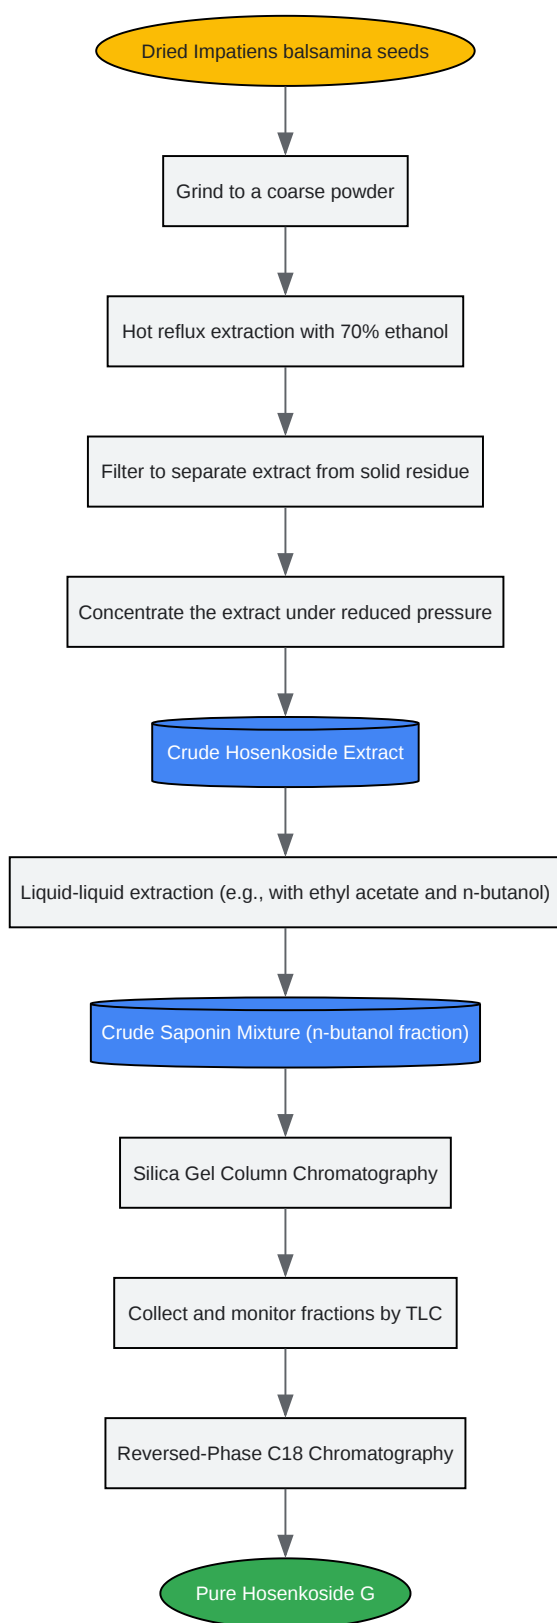 Dried Impatiens balsamina seeds
Grind to a coarse powder
Hot reflux extraction with 70% ethanol
Filter to separate extract from solid residue
Concentrate the extract under reduced pressure
Crude Hosenkoside Extract
Liquid-liquid extraction (e.g., with ethyl acetate and n-butanol)
Crude Saponin Mixture (n-butanol fraction)
Silica Gel Column Chromatography
Collect and monitor fractions by TLC
Reversed-Phase C18 Chromatography
Pure Hosenkoside G